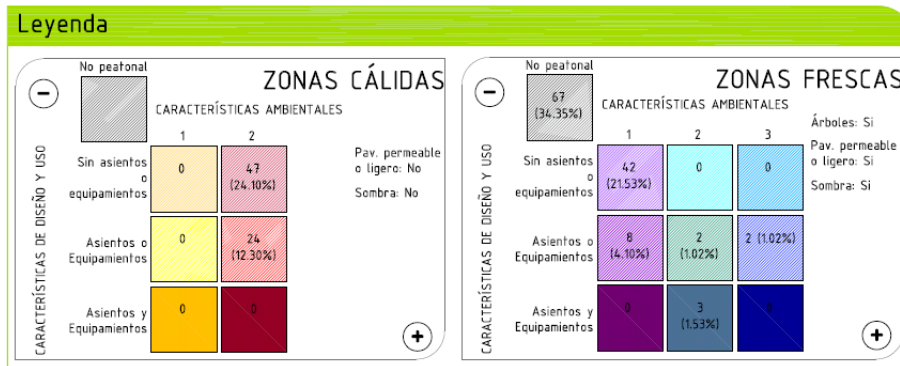 Leyenda
No peatonal
ZONAS CÁLIDAS
CARACTERÍSTICAS AMBIENTALES
1 2
CARACTERÍSTICAS DE DISEÑO Y USO
Sin asientos
o
equipamientos
0
47
(24.10%)
Pav. permeable
o ligero: No
Sombra: No
Asientos o
Equipamientos
0
24
(12.30%)
Asientos y
Equipamientos
0
0
No peatonal
67
(34.35%)
ZONAS FRESCAS
CARACTERÍSTICAS AMBIENTALES
1 2 3
Árboles: Si
Pav. permeable
o ligero: Si
Sombra: Si
CARACTERÍSTICAS DE DISEÑO Y USO
Sin asientos
o
equipamientos
42
(21.53%)
0
0
Asientos o
Equipamientos
8
(4.10%)
2
(1.02%)
2 (1.02%)
Asientos y
Equipamientos
0
3
(1.53%)
0